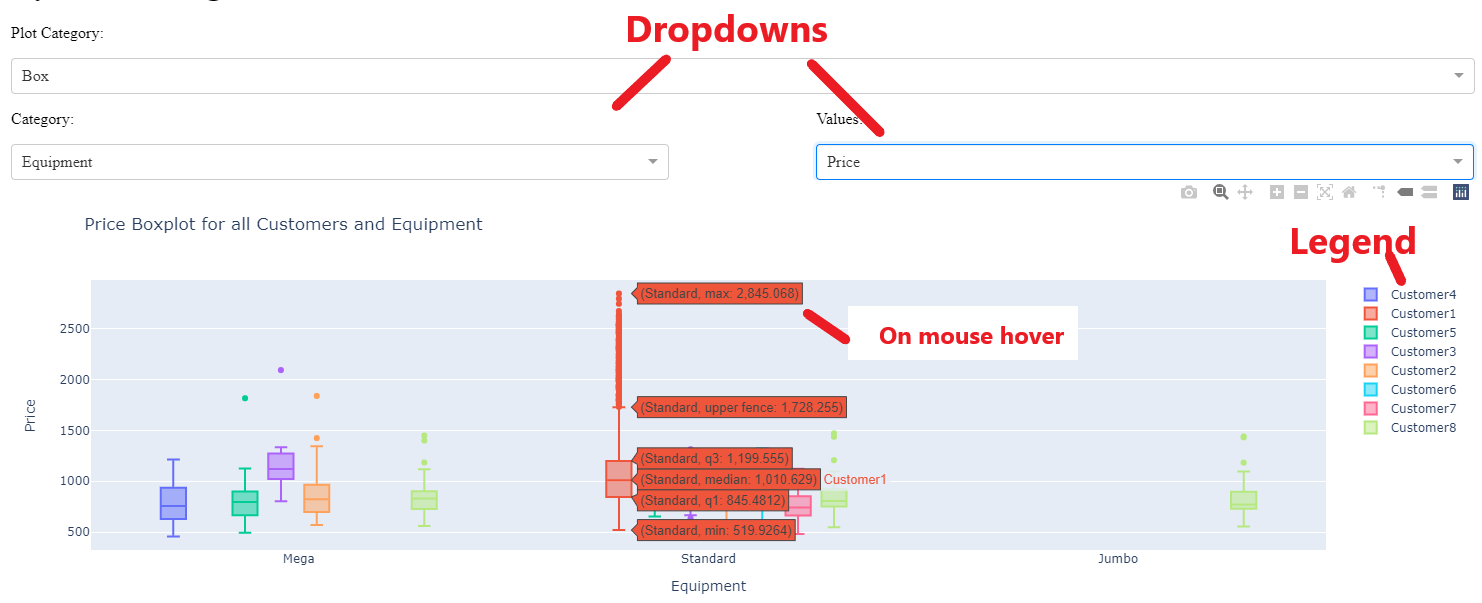 Dropdowns
Plot Category:
Box
Category:
Values:
Equipment
Price
Price Boxplot for all Customers and Equipment
Legend
(Standard, max: 2,845.068)
On mouse hover
2500
2000
1500
1000
500
Price
(Standard, upper fence: 1,728.255)
(Standard, q3: 1,199.555)
(Standard, median: 1,010.629) Customer1
(Standard, q1: 845.4812)
(Standard, min: 519.9264)
Mega
Standard
Jumbo
Equipment
Customer4
Customer1
Customer5
Customer3
Customer2
Customer6
Customer7
Customer8